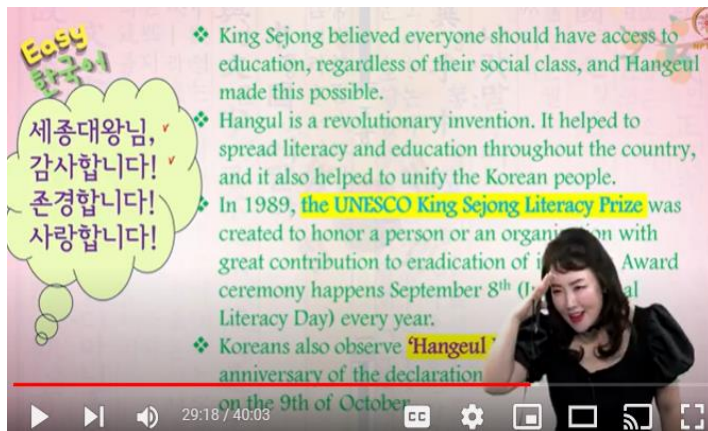 Easy
한국어
세종대왕님,
감사합니다!
존경합니다!
사랑합니다!
King Sejong believed everyone should have access to
education, regardless of their social class, and Hangeul
made this possible.
Hangul is a revolutionary invention. It helped to
spread literacy and education throughout the country,
and it also helped to unify the Korean people.
In 1989, the UNESCO King Sejong Literacy Prize was
created to honor a person or an with
great contribution to eradication of Award
ceremony happens September 8th
Literacy Day) every year.
Koreans also observe 'Hangeul
anniversary of the declaration
on the 9th of October
29:18 / 40:03
CC